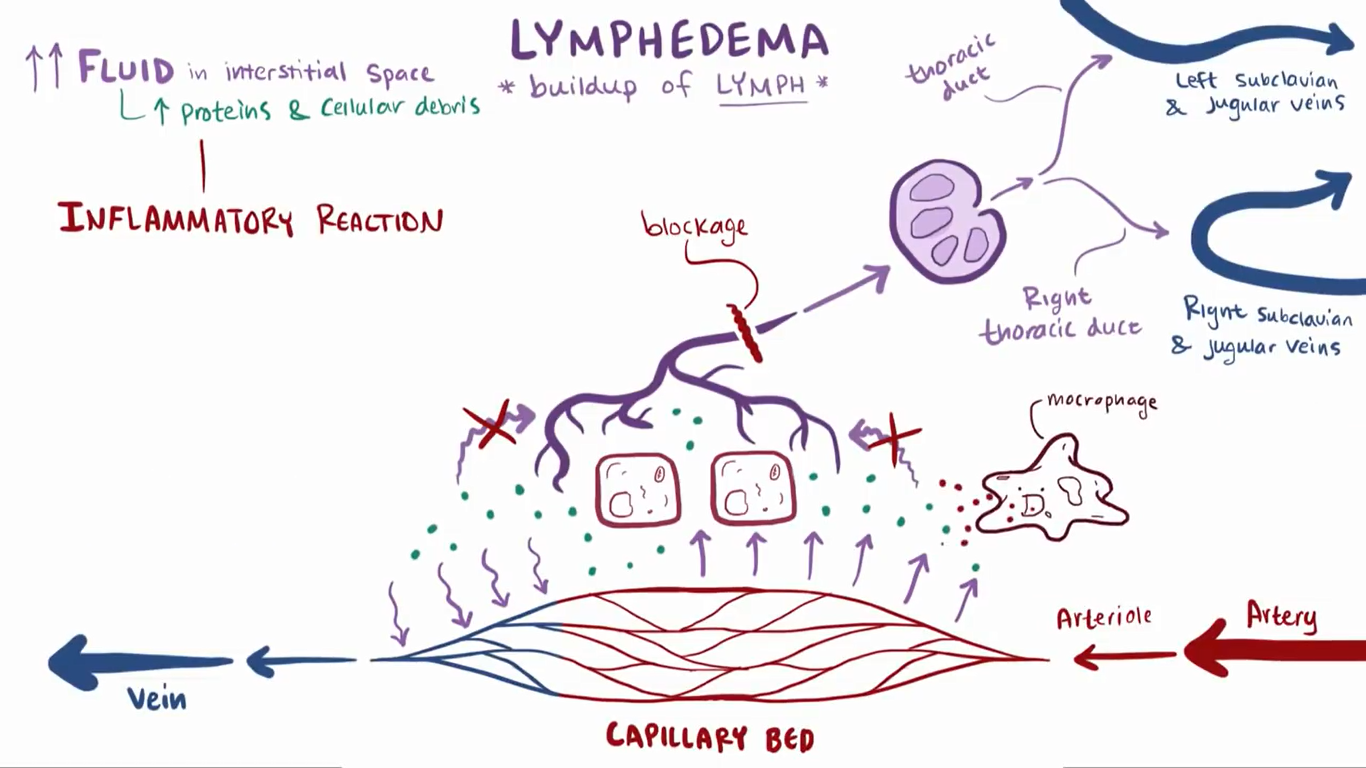 LYMPHEDEMA
* buildup of LYMPH *
↑↑ FLUID in interstitial space
↑ proteins & cellular debris
INFLAMMATORY REACTION
thoracic
duct
Left subclavian
& jugular veins
blockage
Right
thoracic duct
Right subclavian
& jugular veins
macrophage
Arteriole
Artery
Vein
CAPILLARY BED